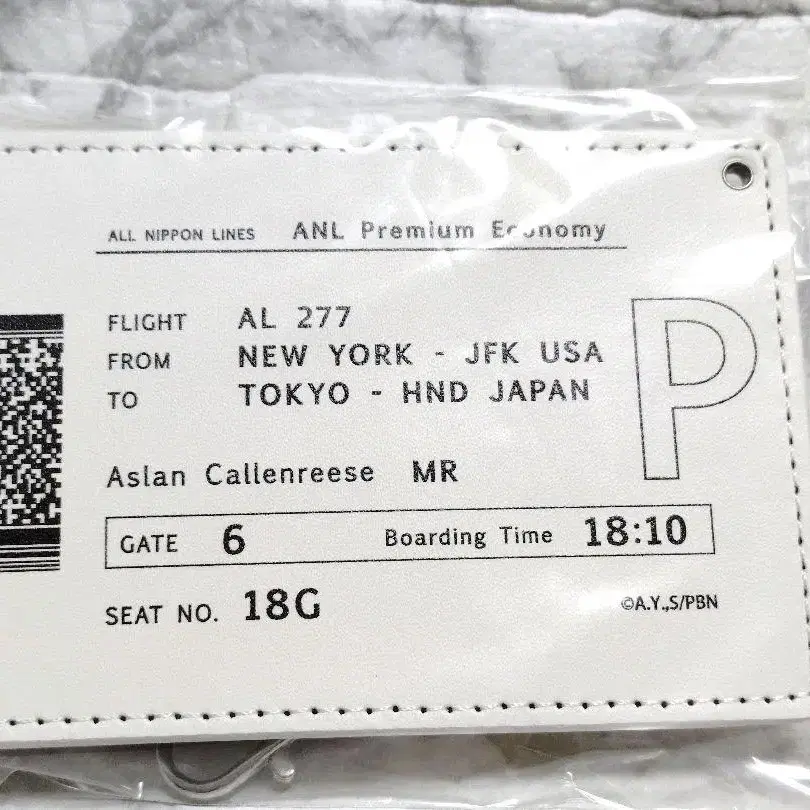 ALL NIPPON LINES ANL Premium Economy
FLIGHT AL 277
FROM NEW YORK - JFK USA
TO TOKYO - HND JAPAN
P
Aslan Callenreese MR
GATE 6 Boarding Time 18:10
SEAT NO. 18G
©A.Y.,S/PBN